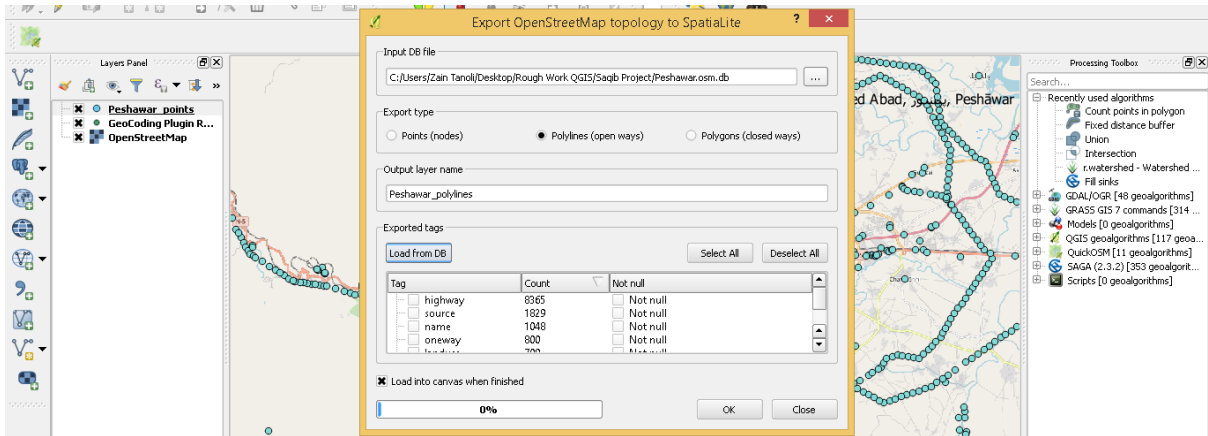 Export OpenStreetMap topology to SpatiaLite
?
x
Input DB file
C:/Users/Zain Tanoli/Desktop/Rough Work QGIS/Saqib Project/Peshawar.osm.db
...
Export type
Points (nodes)
Polylines (open ways)
Polygons (closed ways)
Output layer name
Peshawar_polylines
Exported tags
Load from DB
Select All
Deselect All
Tag Count Not null
highway 8365 Not null
source 1829 Not null
name 1048 Not null
oneway 800 Not null
Load into canvas when finished
0%
OK
Close
Layers Panel
»
Peshawar_points
GeoCoding Plugin R...
OpenStreetMap
Peshāwar
Processing Toolbox
Search...
Recently used algorithms
Count points in polygon
Fixed distance buffer
Union
Intersection
r.watershed - Watershed ...
Fill sinks
GDAL/OGR [48 geoalgorithms]
GRASS GIS 7 commands [314 ...
Models [0 geoalgorithms]
QGIS geoalgorithms [117 geoa...
QuickOSM [11 geoalgorithms]
SAGA (2.3.2) [353 geoalgorit...
Scripts [0 geoalgorithms]